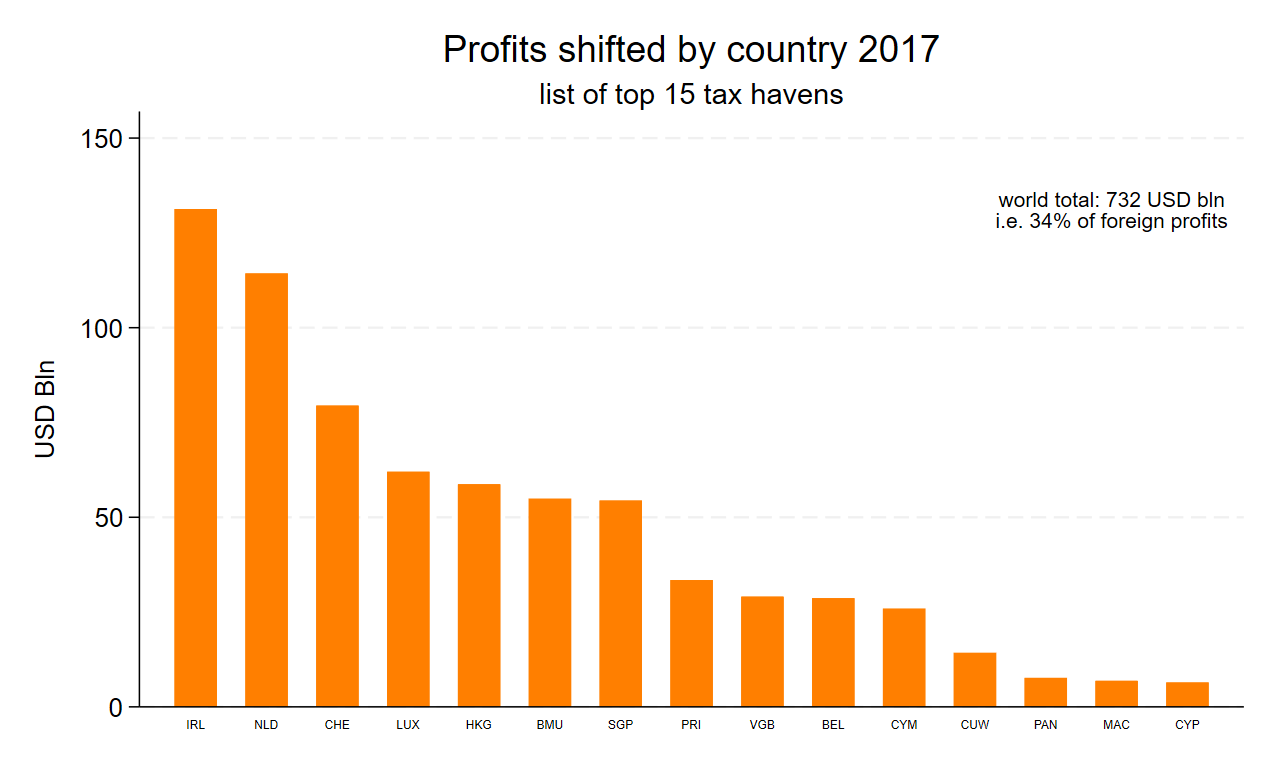 Profits shifted by country 2017
list of top 15 tax havens
world total: 732 USD bln
i.e. 34% of foreign profits
USD Bln
150
100
50
0
IRL NLD CHE LUX HKG BMU SGP PRI VGB BEL CYM CUW PAN MAC CYP